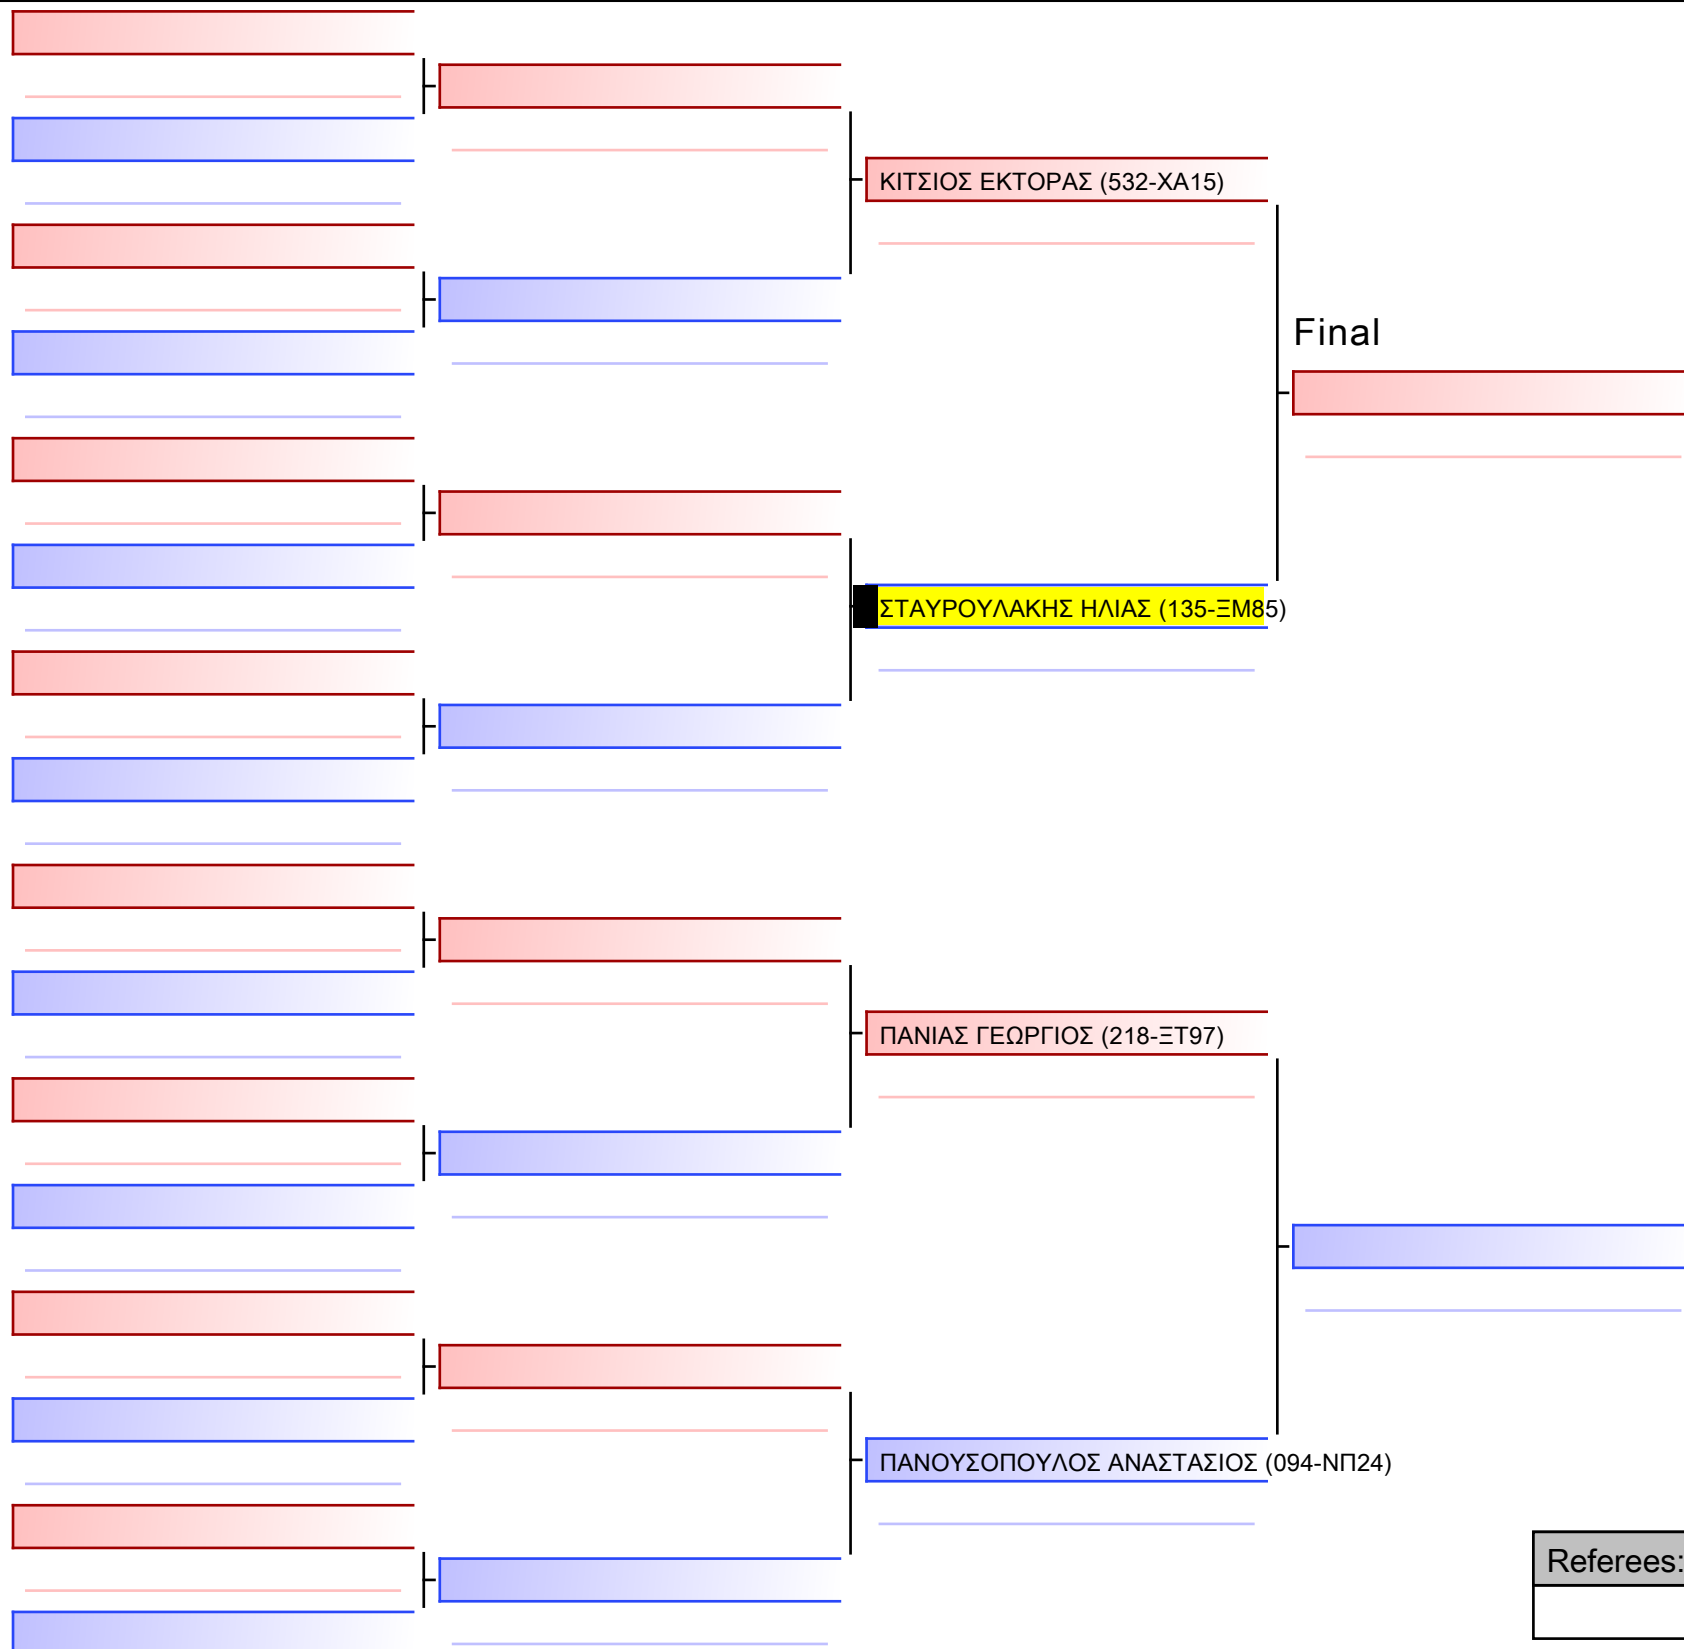 ΚΙΤΣΙΟΣ ΕΚΤΟΡΑΣ (532-ΧΑ15)
Final
ΣΤΑΥΡΟΥΛΑΚΗΣ ΗΛΙΑΣ (135-ΞΜ85)
ΠΑΝΙΑΣ ΓΕΩΡΓΙΟΣ (218-ΞΤ97)
ΠΑΝΟΥΣΟΠΟΥΛΟΣ ΑΝΑΣΤΑΣΙΟΣ (094-ΝΠ24)
Referees: